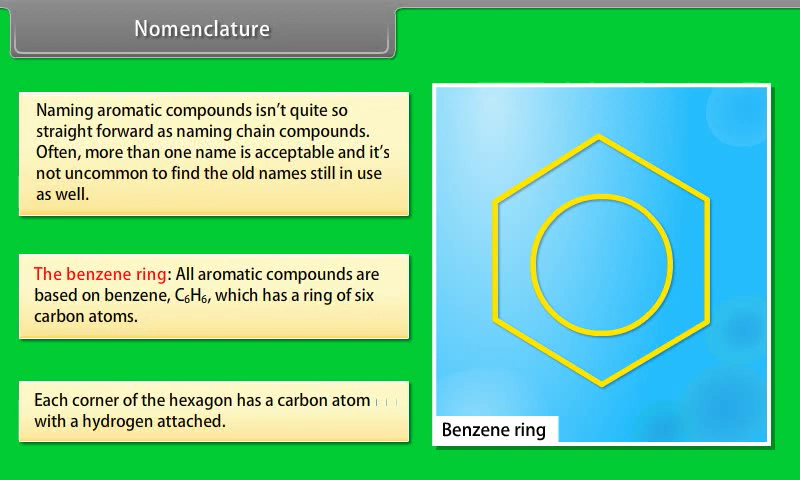 Nomenclature
Naming aromatic compounds isn't quite so
straight forward as naming chain compounds.
Often, more than one name is acceptable and it's
not uncommon to find the old names still in use
as well.
The benzene ring: All aromatic compounds are
based on benzene, C₆H₆, which has a ring of six
carbon atoms.
Each corner of the hexagon has a carbon atom
with a hydrogen attached.
Benzene ring